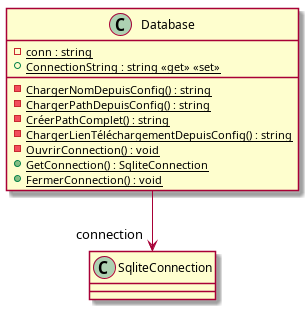 C Database
conn : string
ConnectionString : string «get» «set»
ChargerNomDepuisConfig() : string
ChargerPathDepuisConfig() : string
CréerPathComplet() : string
ChargerLienTéléchargementDepuisConfig() : string
OuvrirConnection() : void
GetConnection() : SqliteConnection
FermerConnection() : void
connection
C SqliteConnection